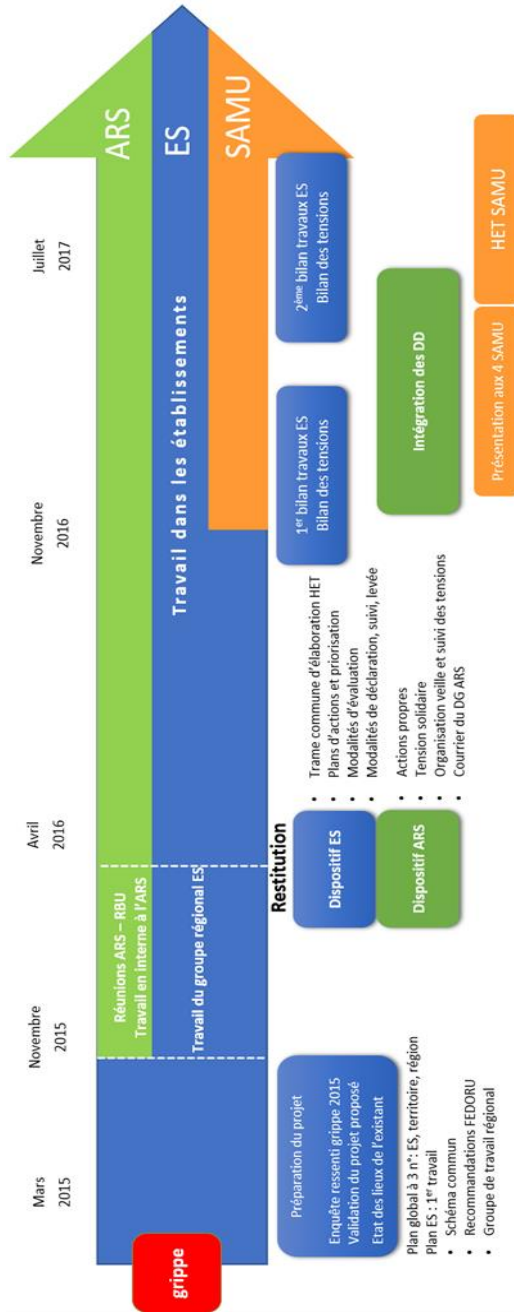 Mars
2015
Novembre
2015
Avril
2016
Novembre
2016
Juillet
2017
grippe
Réunions ARS – RBU
Travail en interne à l'ARS
Travail du groupe régional ES
Travail dans les établissements
ARS
ES
SAMU
Préparation du projet
Enquête ressenti grippe 2015
Validation du projet proposé
Etat des lieux de l'existant
Plan global à 3 n°: ES, territoire, région
Plan ES : 1er travail
• Schéma commun
• Recommandations FEDORU
• Groupe de travail régional
Restitution
Dispositif ES
• Trame commune d'élaboration HET
• Plans d'actions et priorisation
• Modalités d'évaluation
• Modalités de déclaration, suivi, levée
Dispositif ARS
• Actions propres
• Tension solidaire
• Organisation veille et suivi des tensions
• Courrier du DG ARS
1er bilan travaux ES
Bilan des tensions
2ème bilan travaux ES
Bilan des tensions
Intégration des DD
Présentation aux 4 SAMU
HET SAMU